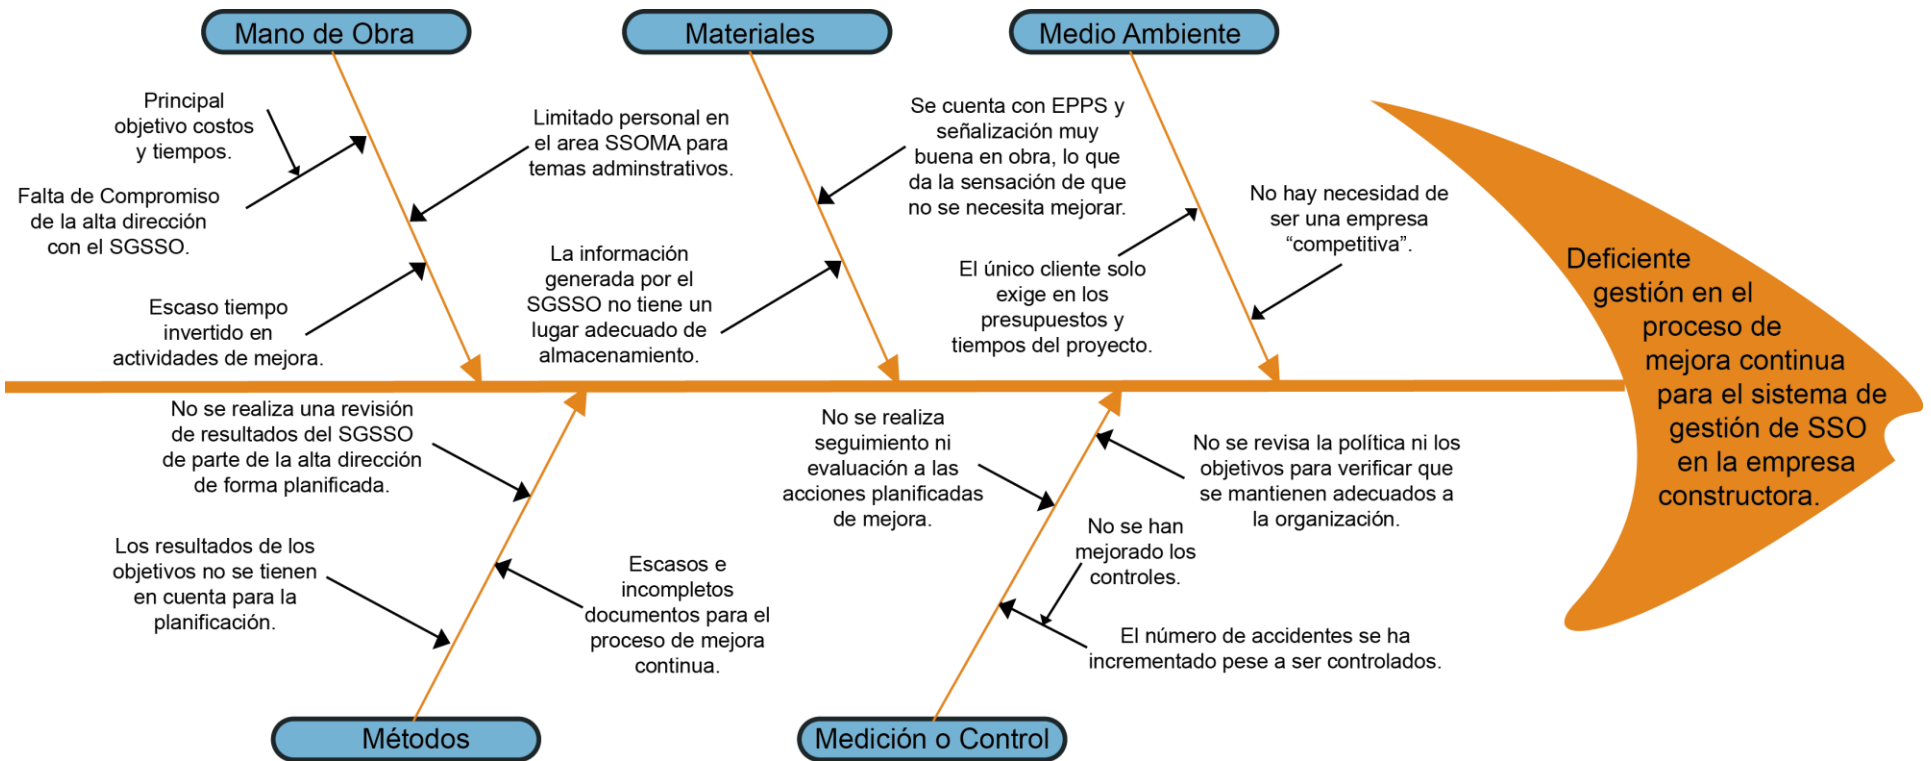 Mano de Obra
Materiales
Medio Ambiente
Principal
objetivo costos
y tiempos.
Falta de Compromiso
de la alta dirección
con el SGSSO.
Escaso tiempo
invertido en
actividades de mejora.
Limitado personal en
el area SSOMA para
temas adminstrativos.
La información
generada por el
SGSSO no tiene un
lugar adecuado de
almacenamiento.
Se cuenta con EPPS y
señalización muy
buena en obra, lo que
da la sensación de que
no se necesita mejorar.
El único cliente solo
exige en los
presupuestos y
tiempos del proyecto.
No hay necesidad de
ser una empresa
“competitiva”.
Deficiente
gestión en el
proceso de
mejora continua
para el sistema de
gestión de SSO
en la empresa
constructora.
No se realiza una revisión
de resultados del SGSSO
de parte de la alta dirección
de forma planificada.
Los resultados de los
objetivos no se tienen
en cuenta para la
planificación.
Escasos e
incompletos
documentos para el
proceso de mejora
continua.
No se realiza
seguimiento ni
evaluación a las
acciones planificadas
de mejora.
No se revisa la política ni los
objetivos para verificar que
se mantienen adecuados a
la organización.
No se han
mejorado los
controles.
El número de accidentes se ha
incrementado pese a ser controlados.
Métodos
Medición o Control